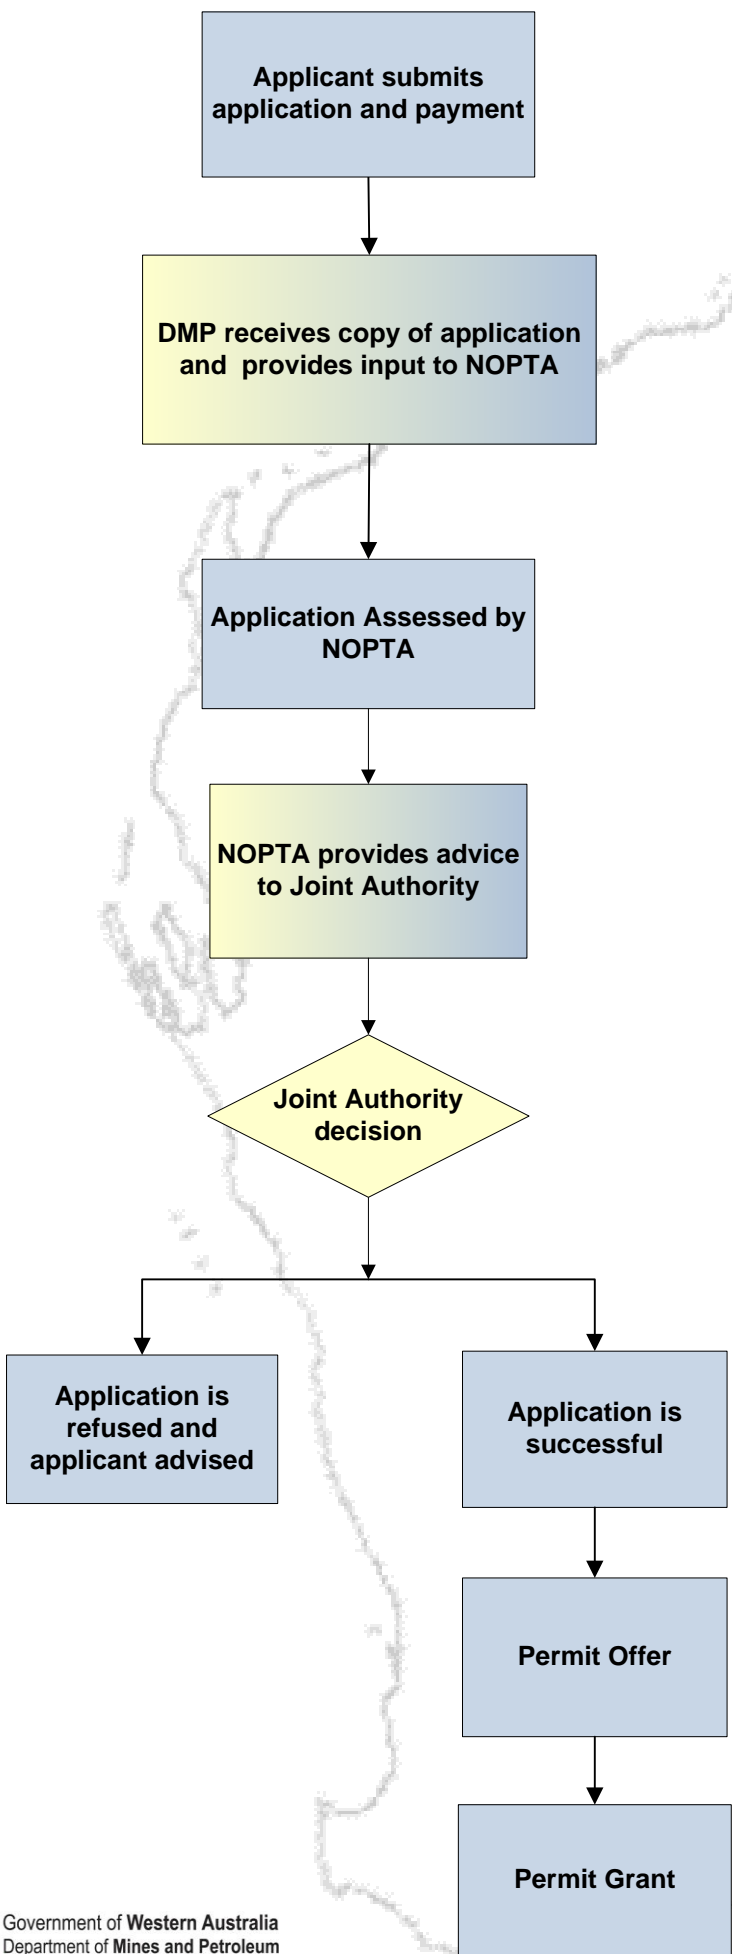 Applicant submits
application and payment
DMP receives copy of application
and provides input to NOPTA
Application Assessed by
NOPTA
NOPTA provides advice
to Joint Authority
Joint Authority
decision
Application is
refused and
applicant advised
Application is
successful
Permit Offer
Permit Grant
Government of Western Australia
Department of Mines and Petroleum